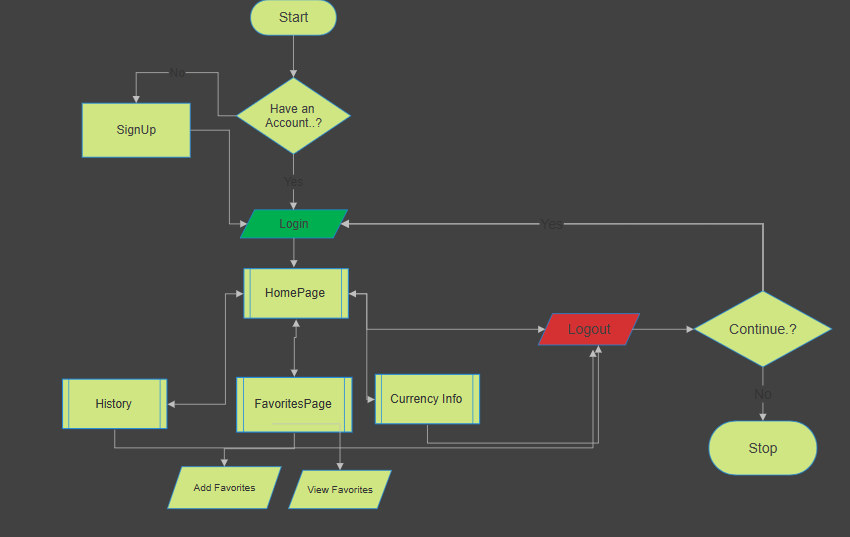 Start
No
Have an
Account..?
SignUp
Yes
Login
Yes
HomePage
Logout
Continue.?
History
FavoritesPage
Currency Info
No
Stop
Add Favorites
View Favorites